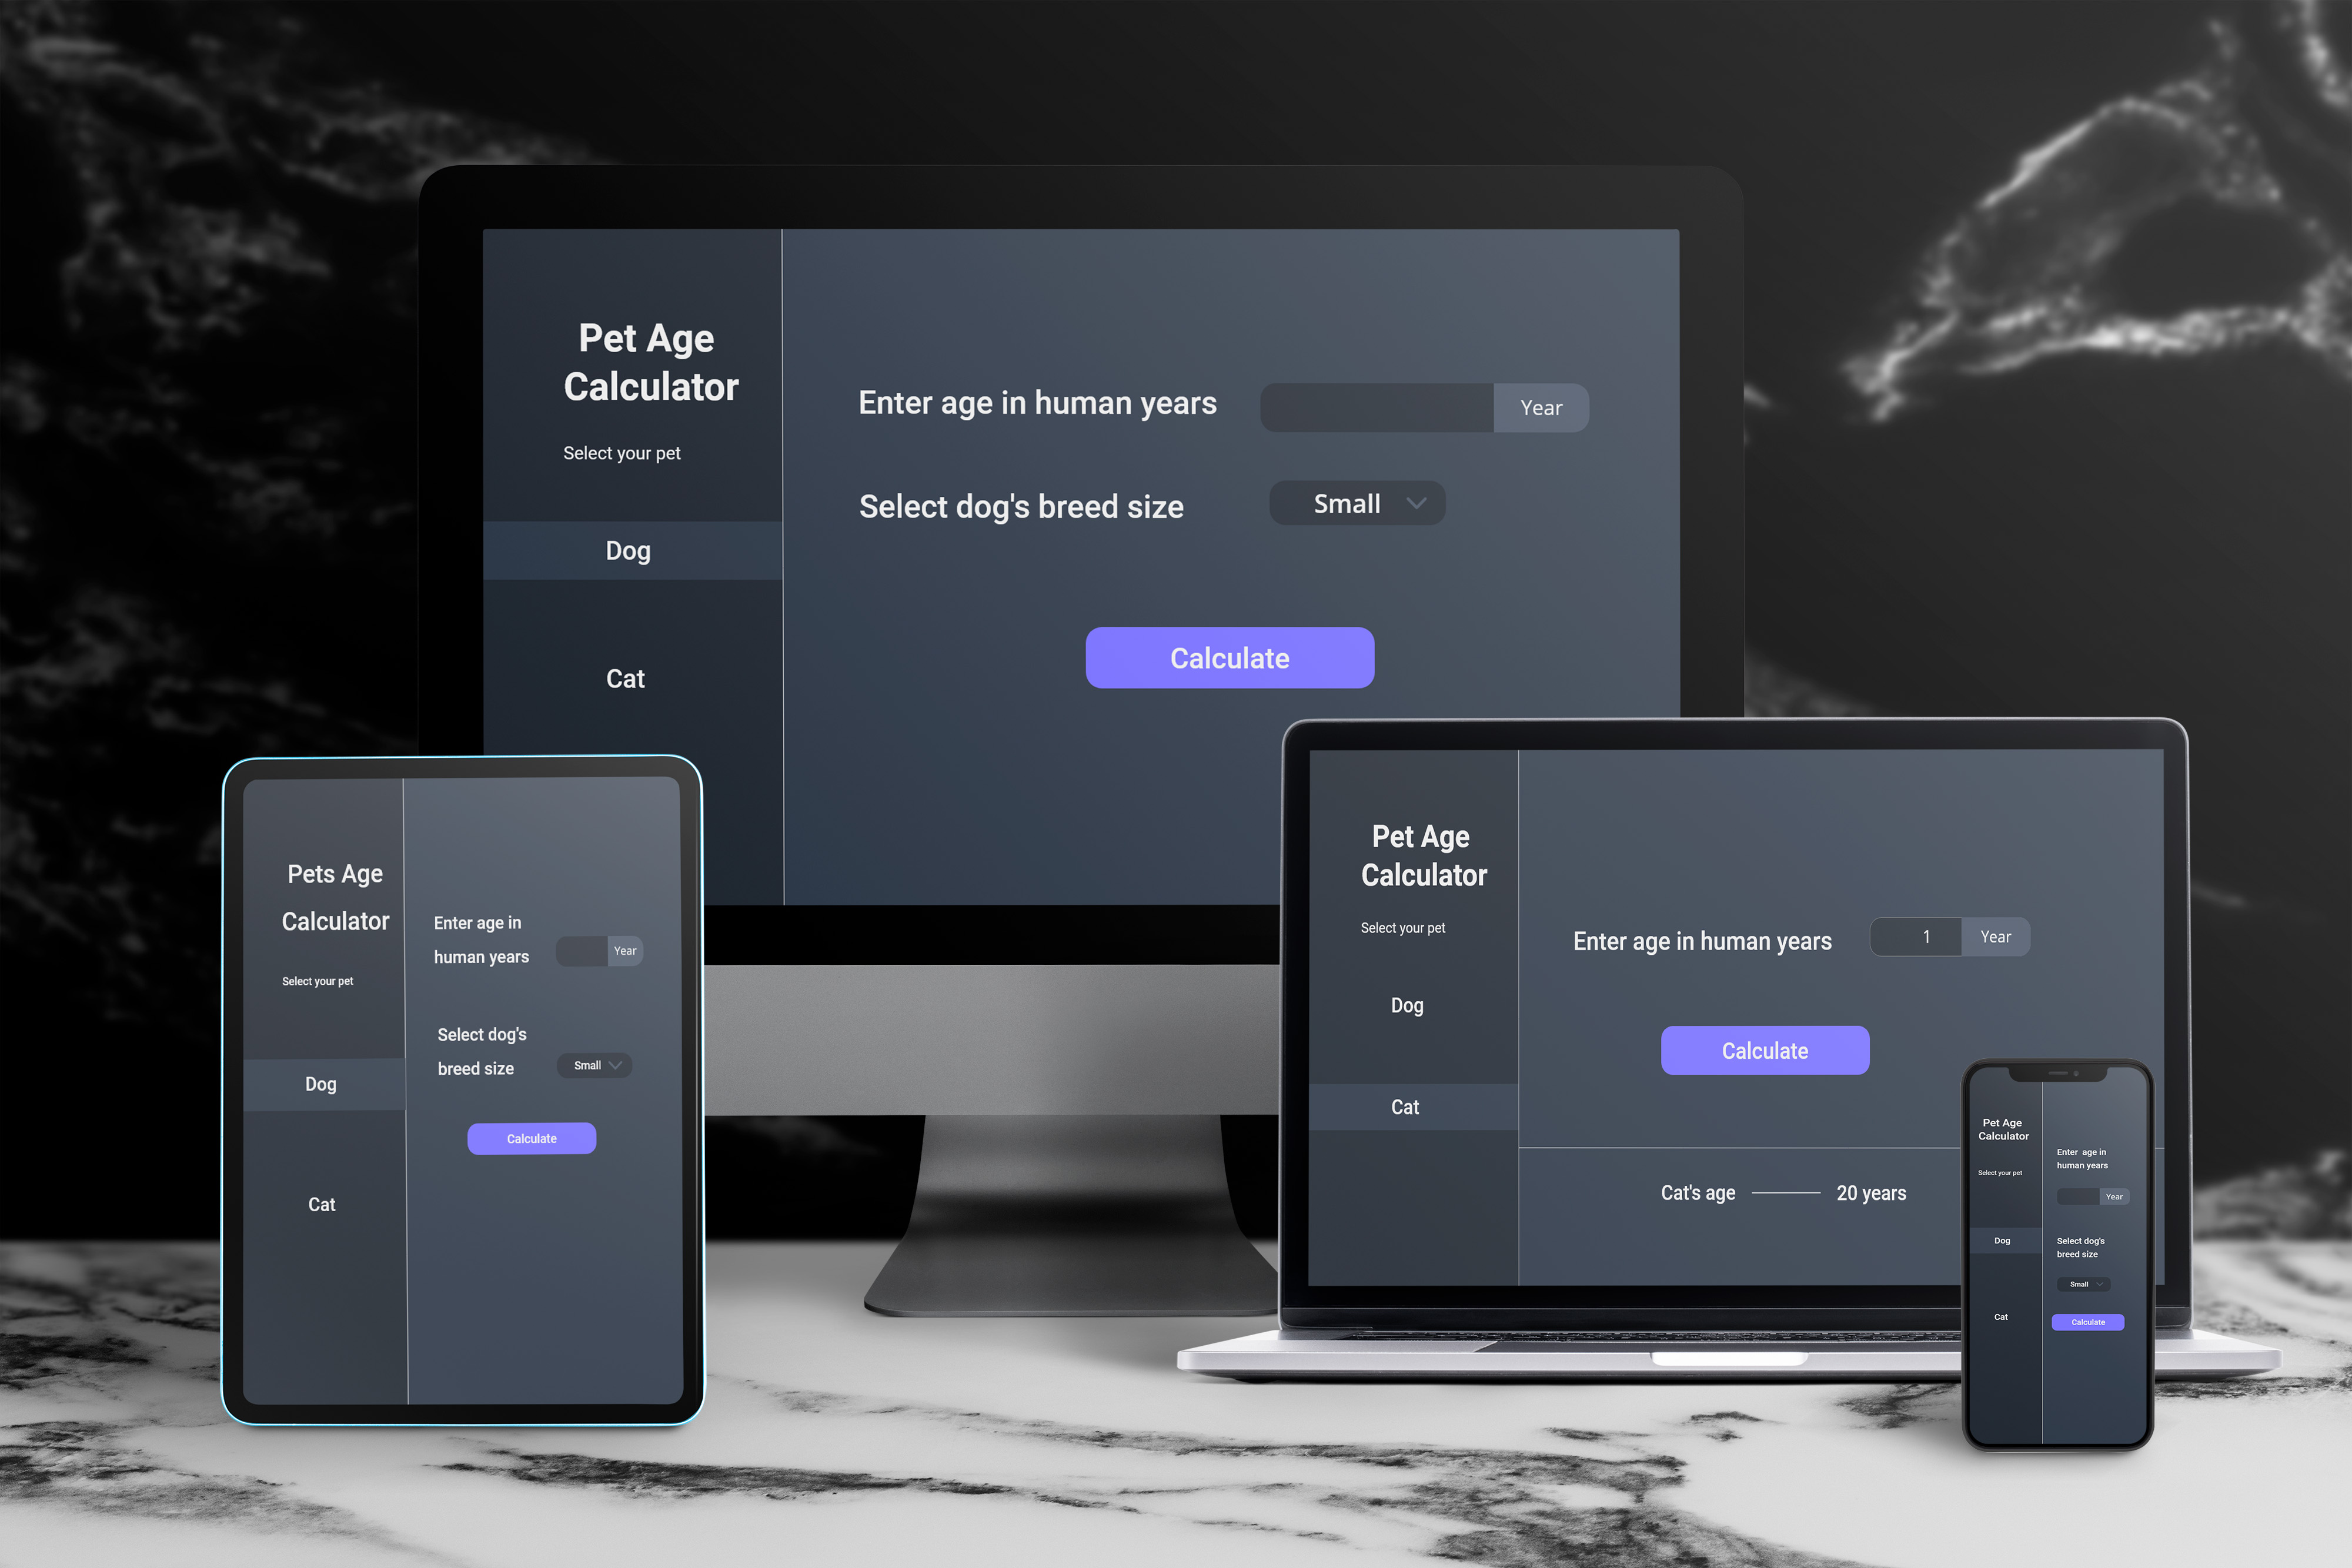 Pet Age
Calculator
Select your pet
Dog
Cat
Enter age in human years
Year
Select dog's breed size
Small
Calculate
Pets Age
Calculator
Select your pet
Dog
Cat
Enter age in
human years
Year
Select dog's
breed size
Small
Calculate
Pet Age
Calculator
Select your pet
Dog
Cat
Enter age in human years
1 Year
Calculate
Cat's age
20 years
Pet Age
Calculator
Select your pet
Dog
Cat
Enter age in
human years
Year
Select dog's
breed size
Small
Calculate